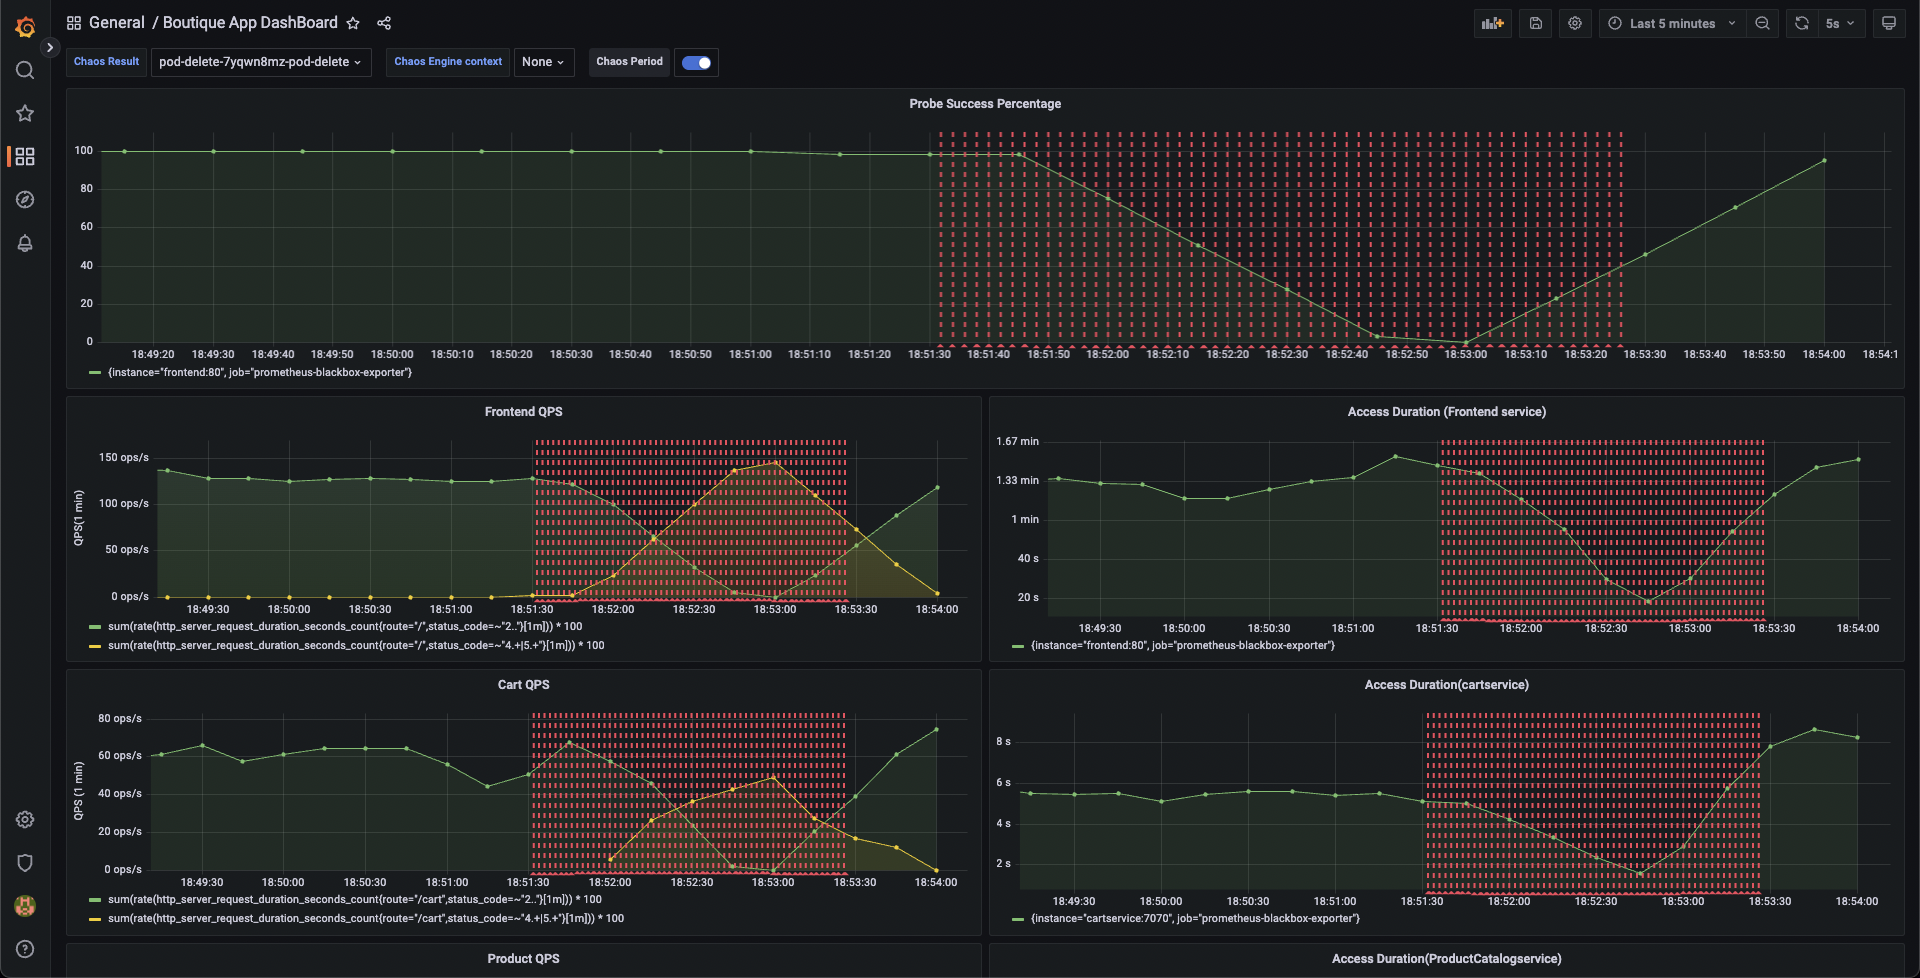 General / Boutique App DashBoard
Last 5 minutes
5s
Chaos Result pod-delete-7yqwn8mz-pod-delete Chaos Engine context None Chaos Period
Probe Success Percentage
100
80
60
40
20
0
18:49:20 18:49:30 18:49:40 18:49:50 18:50:00 18:50:10 18:50:20 18:50:30 18:50:40 18:50:50 18:51:00 18:51:10 18:51:20 18:51:30 18:51:40 18:51:50 18:52:00 18:52:10 18:52:20 18:52:30 18:52:40 18:52:50 18:53:00 18:53:10 18:53:20 18:53:30 18:53:40 18:53:50 18:54:00 18:54:1
{instance="frontend:80", job="prometheus-blackbox-exporter"}
Frontend QPS
QPS(1 min)
150 ops/s
100 ops/s
50 ops/s
0 ops/s
18:49:30 18:50:00 18:50:30 18:51:00 18:51:30 18:52:00 18:52:30 18:53:00 18:53:30 18:54:00
sum(rate(http_server_request_duration_seconds_count{route="/",status_code=~"2.."}[1m])) * 100
sum(rate(http_server_request_duration_seconds_count{route="/",status_code=~"4.+|5.+"}[1m])) * 100
Access Duration (Frontend service)
1.67 min
1.33 min
1 min
40 s
20 s
18:49:30 18:50:00 18:50:30 18:51:00 18:51:30 18:52:00 18:52:30 18:53:00 18:53:30 18:54:00
{instance="frontend:80", job="prometheus-blackbox-exporter"}
Cart QPS
QPS (1 min)
80 ops/s
60 ops/s
40 ops/s
20 ops/s
0 ops/s
18:49:30 18:50:00 18:50:30 18:51:00 18:51:30 18:52:00 18:52:30 18:53:00 18:53:30 18:54:00
sum(rate(http_server_request_duration_seconds_count{route="/cart",status_code=~"2.."}[1m])) * 100
sum(rate(http_server_request_duration_seconds_count{route="/cart",status_code=~"4.+|5.+"}[1m])) * 100
Access Duration(cartservice)
8 s
6 s
4 s
2 s
18:49:30 18:50:00 18:50:30 18:51:00 18:51:30 18:52:00 18:52:30 18:53:00 18:53:30 18:54:00
{instance="cartservice:7070", job="prometheus-blackbox-exporter"}
Product QPS
Access Duration(ProductCatalogservice)